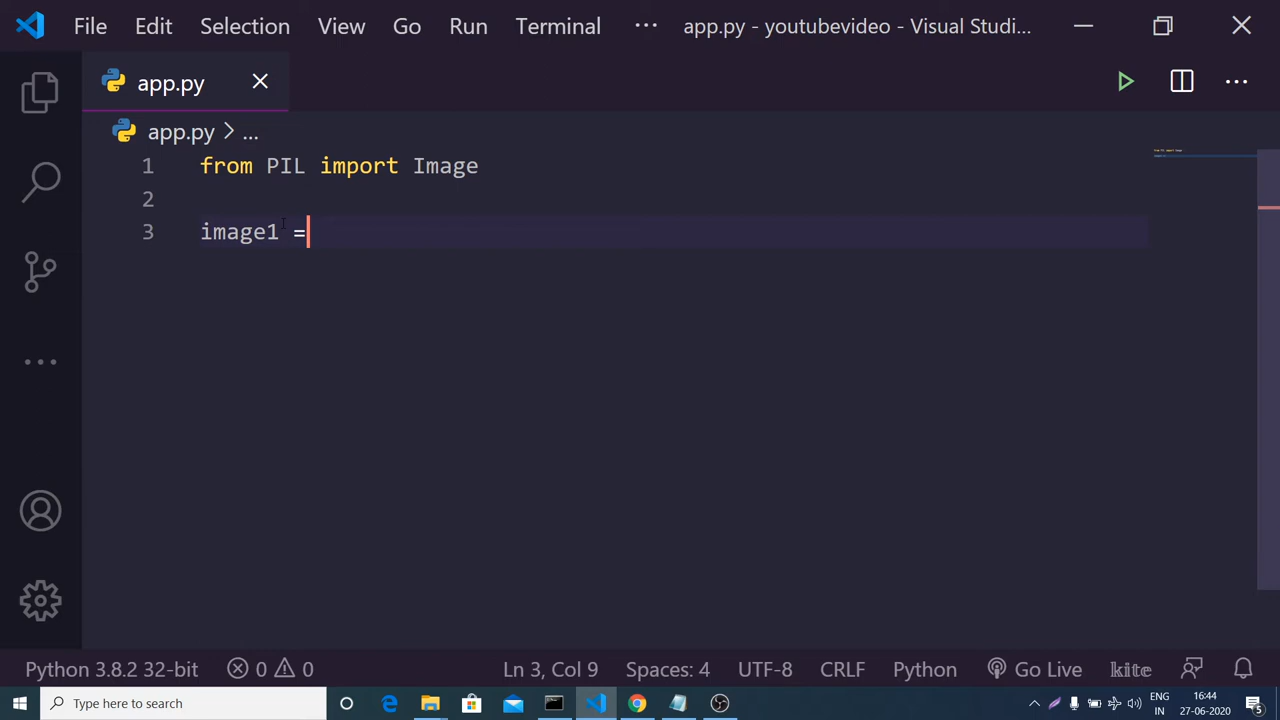 File Edit Selection View Go Run Terminal ··· app.py - youtubevideo - Visual Studi...
app.py
app.py > ...
1 from PIL import Image
2
3 image1 =
Python 3.8.2 32-bit 0 0 Ln 3, Col 9 Spaces: 4 UTF-8 CRLF Python Go Live kite
Type here to search ENG 16:44
IN 27-06-2020 5